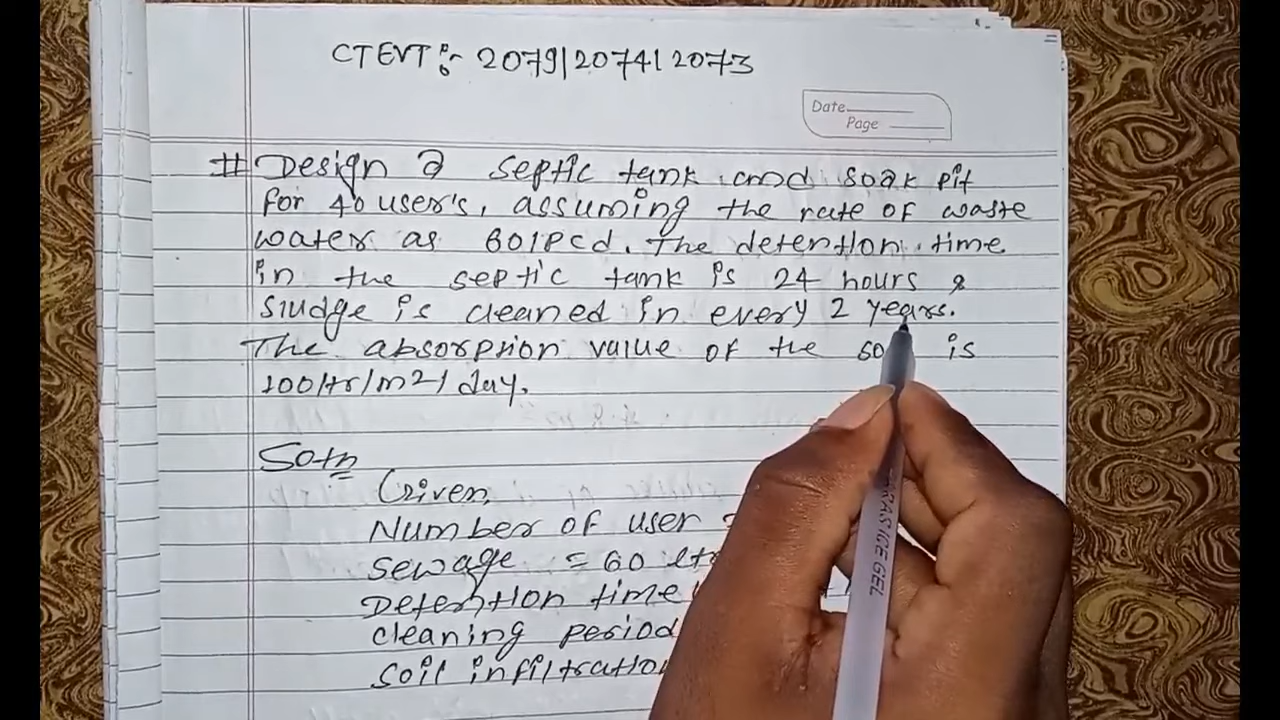 CTEVT:- 2079/2074/2073
Date
Page
# Design a septic tank and soak pit
for 40 user's, assuming the rate of waste
water as 60lpcd. The detention time
in the septic tank is 24 hours &
sludge is cleaned in every 2 years.
The absorption value of the so is
100ltr/m2/day.
Soln
Given,
Number of user
sewage = 60 ltr
Detention time
cleaning period
soil infiltration